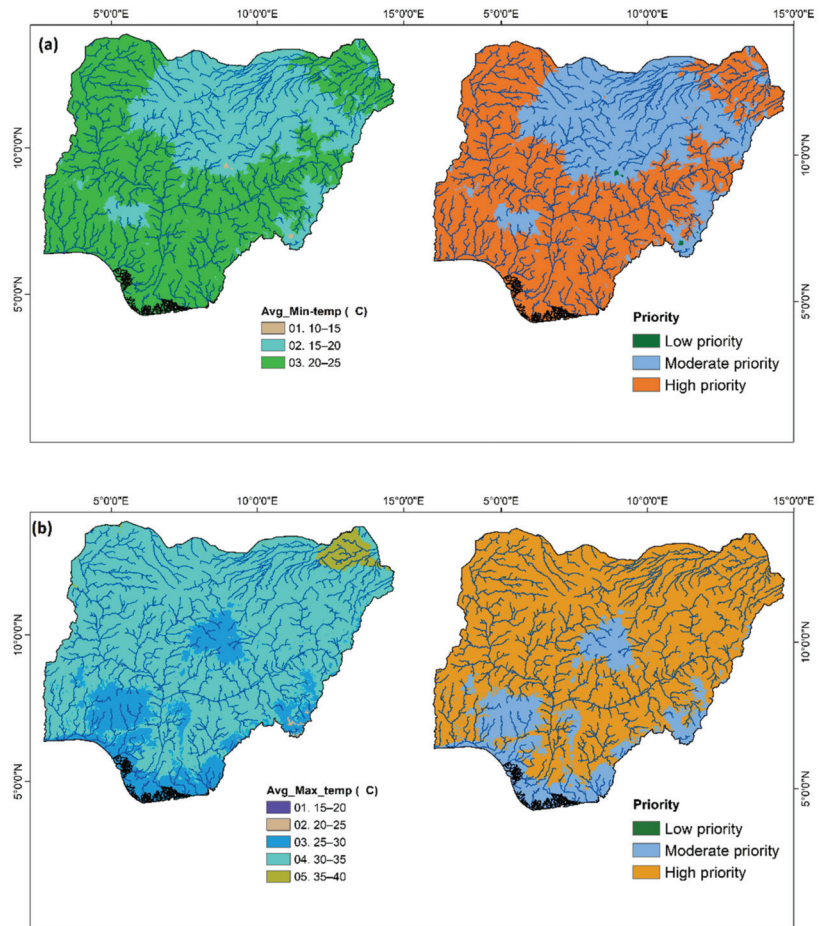 5°0'0"E 10°0'0"E 15°0'0"E 5°0'0"E 10°0'0"E 15°0'0"E
(a)
10°0'0"N 10°0'0"N
5°0'0"N 5°0'0"N
Avg_Min-temp ( C)
01. 10–15
02. 15–20
03. 20–25
Priority
Low priority
Moderate priority
High priority
5°0'0"E 10°0'0"E 15°0'0"E 5°0'0"E 10°0'0"E 15°0'0"E
(b)
10°0'0"N 10°0'0"N
5°0'0"N 5°0'0"N
Avg_Max_temp ( C)
01. 15–20
02. 20–25
03. 25–30
04. 30–35
05. 35–40
Priority
Low priority
Moderate priority
High priority